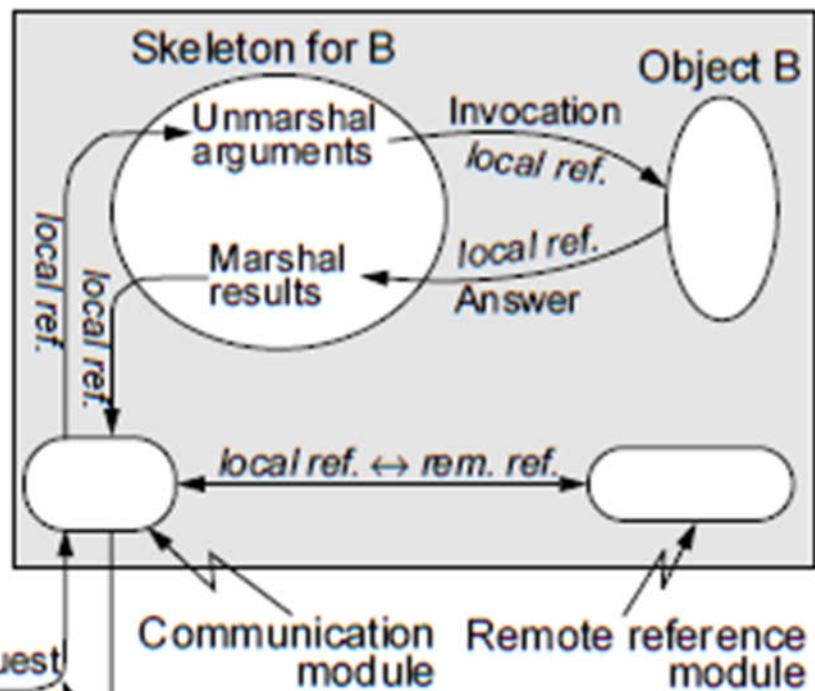 Skeleton for B
Object B
Unmarshal
arguments
Invocation
local ref.
local ref.
Answer
Marshal
results
local ref.
local ref.
local ref. ↔ rem. ref.
Communication
module
Remote reference
module
uest